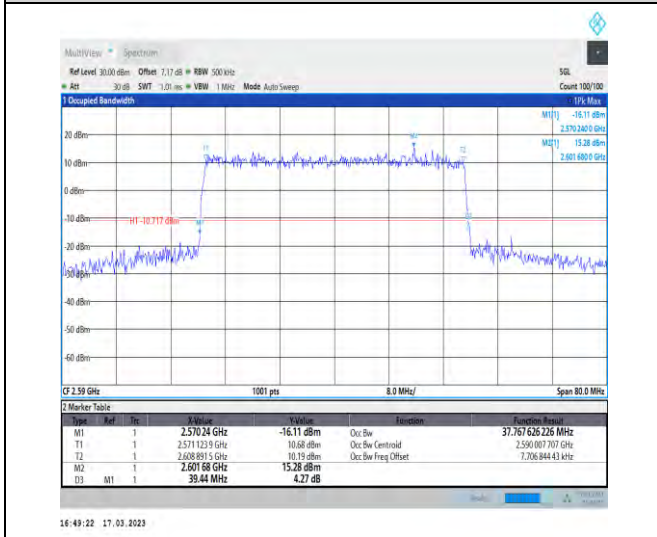 MultiView Spectrum
Ref Level 30.00 dBm Offset 7.17 dB RBW 500 kHz SGL
Att 30 dB SWT 1.01 ms VBW 1 MHz Mode Auto Sweep Count 100/100
1 Occupied Bandwidth 1Pk Max
M1[1] -16.11 dBm
2.570 240 0 GHz
M2[1] 15.28 dBm
2.601 680 0 GHz
20 dBm
10 dBm
0 dBm
-10 dBm
H1 -10.717 dBm
-20 dBm
-30 dBm
-40 dBm
-50 dBm
-60 dBm
CF 2.59 GHz 1001 pts 8.0 MHz/ Span 80.0 MHz
2 Marker Table
Type Ref Trc X-Value Y-Value Function Function Result
M1 1 2.570 24 GHz -16.11 dBm Occ Bw 37.767 626 226 MHz
T1 1 2.571 123 9 GHz 10.68 dBm Occ Bw Centroid 2.590 007 707 GHz
T2 1 2.608 891 5 GHz 10.19 dBm Occ Bw Freq Offset 7.706 844 43 kHz
M2 1 2.601 68 GHz 15.28 dBm
D3 M1 1 39.44 MHz 4.27 dB
16:49:22 17.03.2023